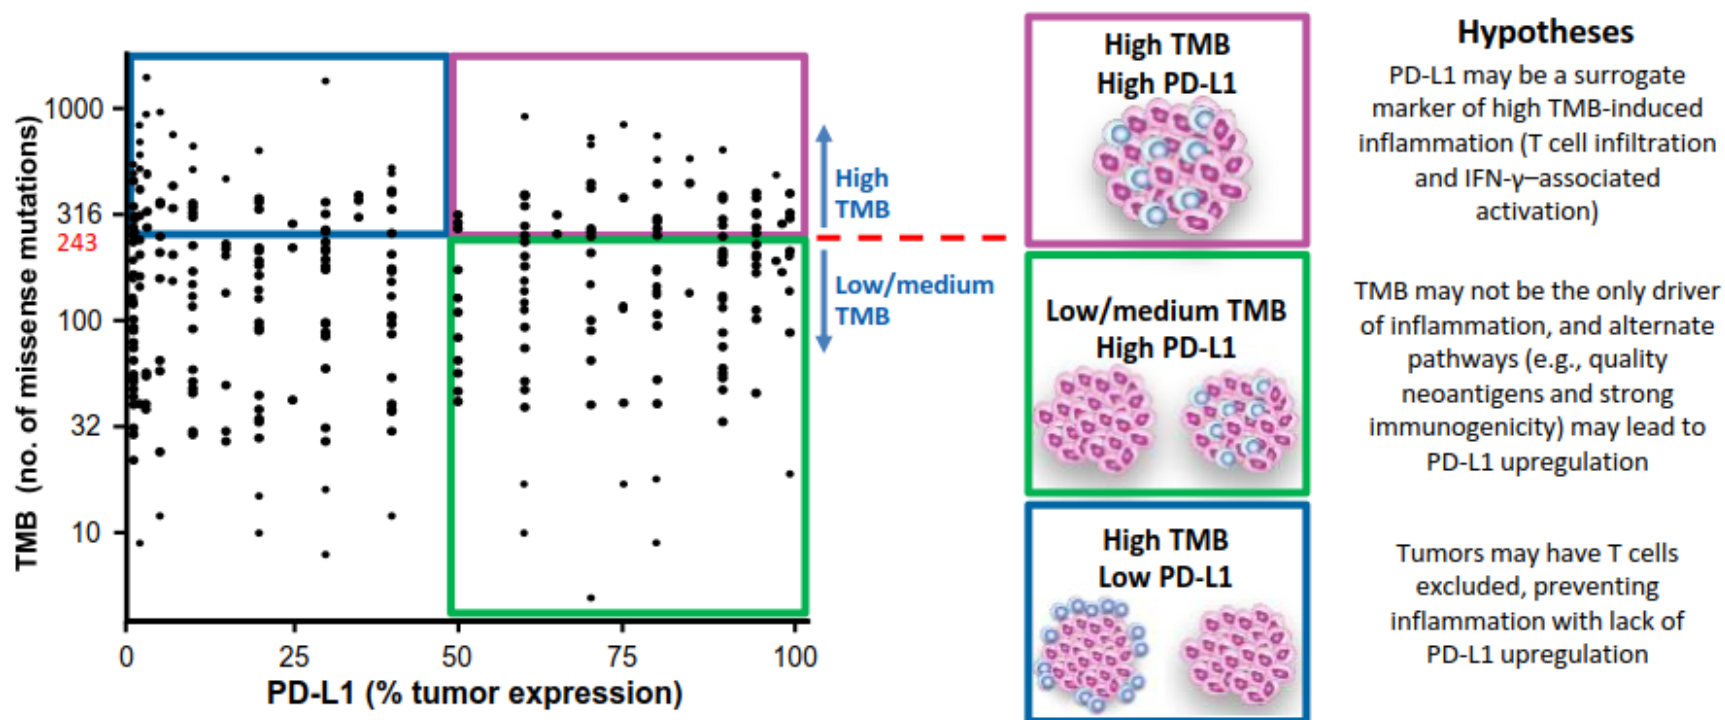 TMB (no. of missense mutations)
1000
316
243
100
32
10
0
25
50
75
100
PD-L1 (% tumor expression)
High
TMB
Low/medium
TMB
High TMB
High PD-L1
Low/medium TMB
High PD-L1
High TMB
Low PD-L1
Hypotheses
PD-L1 may be a surrogate
marker of high TMB-induced
inflammation (T cell infiltration
and IFN-γ–associated
activation)
TMB may not be the only driver
of inflammation, and alternate
pathways (e.g., quality
neoantigens and strong
immunogenicity) may lead to
PD-L1 upregulation
Tumors may have T cells
excluded, preventing
inflammation with lack of
PD-L1 upregulation